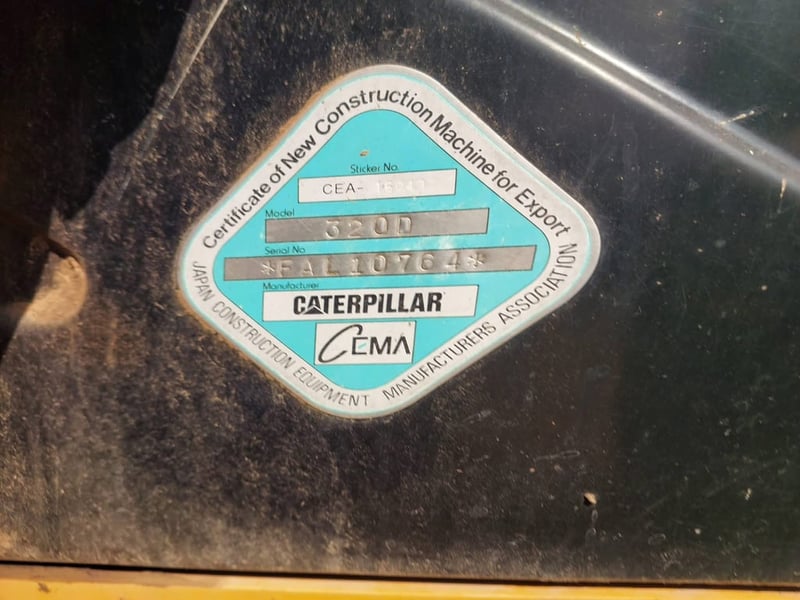 Certificate of New Construction Machine for Export
Sticker No.
CEA-
Model
320D
Serial No
*FAL10764*
Manufacturer
CATERPILLAR
CEMA
JAPAN CONSTRUCTION EQUIPMENT MANUFACTURERS ASSOCIATION